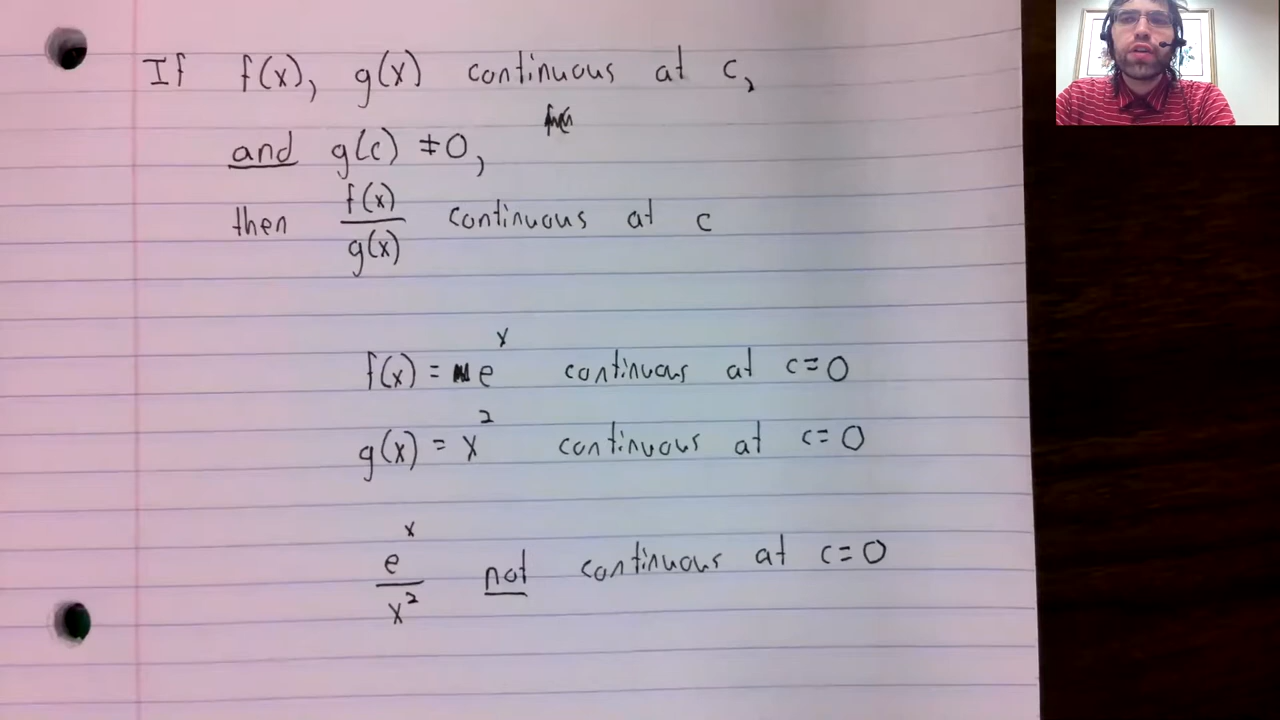 If f(x), g(x) continuous at c,
and g(c) ≠ 0,
then f(x)/g(x) continuous at c
f(x) = e^x continuous at c = 0
g(x) = x^2 continuous at c = 0
e^x/x^2 not continuous at c = 0